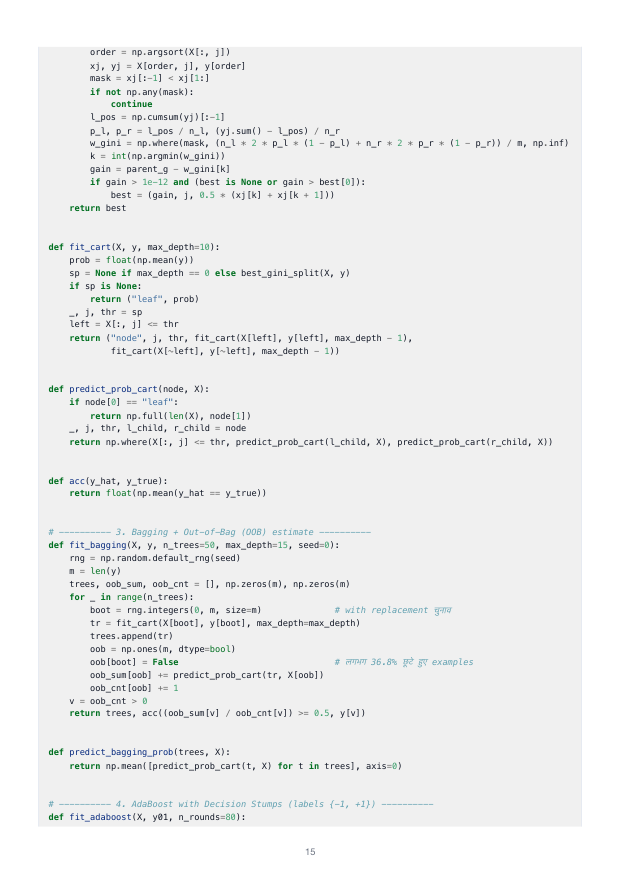 order = np.argsort(X[:, j])
        xj, yj = X[order, j], y[order]
        mask = xj[:-1] < xj[1:]
        if not np.any(mask):
            continue
        l_pos = np.cumsum(yj)[:-1]
        p_l, p_r = l_pos / n_l, (yj.sum() - l_pos) / n_r
        w_gini = np.where(mask, (n_l * 2 * p_l * (1 - p_l) + n_r * 2 * p_r * (1 - p_r)) / m, np.inf)
        k = int(np.argmin(w_gini))
        gain = parent_g - w_gini[k]
        if gain > 1e-12 and (best is None or gain > best[0]):
            best = (gain, j, 0.5 * (xj[k] + xj[k + 1]))
    return best

def fit_cart(X, y, max_depth=10):
    prob = float(np.mean(y))
    sp = None if max_depth == 0 else best_gini_split(X, y)
    if sp is None:
        return ("leaf", prob)
    _, j, thr = sp
    left = X[:, j] <= thr
    return ("node", j, thr, fit_cart(X[left], y[left], max_depth - 1),
            fit_cart(X[~left], y[~left], max_depth - 1))

def predict_prob_cart(node, X):
    if node[0] == "leaf":
        return np.full(len(X), node[1])
    _, j, thr, l_child, r_child = node
    return np.where(X[:, j] <= thr, predict_prob_cart(l_child, X), predict_prob_cart(r_child, X))

def acc(y_hat, y_true):
    return float(np.mean(y_hat == y_true))

# ---------- 3. Bagging + Out-of-Bag (OOB) estimate ----------
def fit_bagging(X, y, n_trees=50, max_depth=15, seed=0):
    rng = np.random.default_rng(seed)
    m = len(y)
    trees, oob_sum, oob_cnt = [], np.zeros(m), np.zeros(m)
    for _ in range(n_trees):
        boot = rng.integers(0, m, size=m)              # with replacement चुनाव
        tr = fit_cart(X[boot], y[boot], max_depth=max_depth)
        trees.append(tr)
        oob = np.ones(m, dtype=bool)
        oob[boot] = False                              # लगभग 36.8% छूटे हुए examples
        oob_sum[oob] += predict_prob_cart(tr, X[oob])
        oob_cnt[oob] += 1
    v = oob_cnt > 0
    return trees, acc((oob_sum[v] / oob_cnt[v]) >= 0.5, y[v])

def predict_bagging_prob(trees, X):
    return np.mean([predict_prob_cart(t, X) for t in trees], axis=0)

# ---------- 4. AdaBoost with Decision Stumps (labels {-1, +1}) ----------
def fit_adaboost(X, y01, n_rounds=80):
15